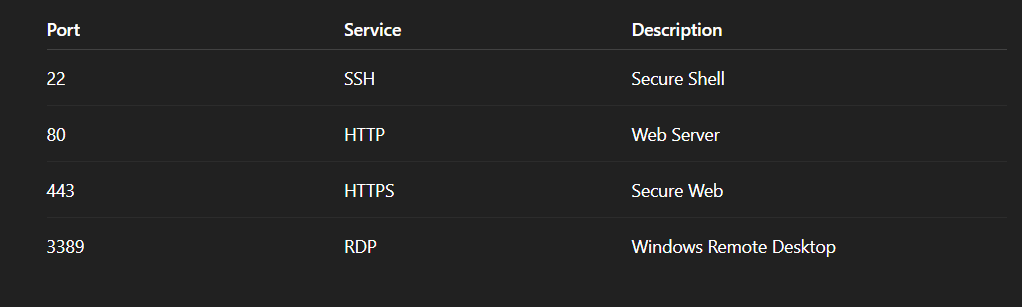 Port Service Description
22 SSH Secure Shell
80 HTTP Web Server
443 HTTPS Secure Web
3389 RDP Windows Remote Desktop